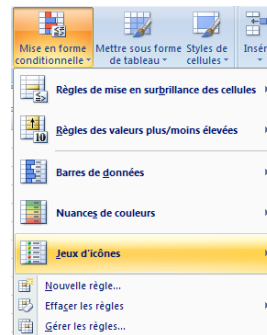 Mise en forme conditionnelle
Mettre sous forme de tableau
Styles de cellules
Insér
Règles de mise en surbrillance des cellules
Règles des valeurs plus/moins élevées
10
Barres de données
Nuances de couleurs
Jeux d'icônes
Nouvelle règle...
Effacer les règles
Gérer les règles...